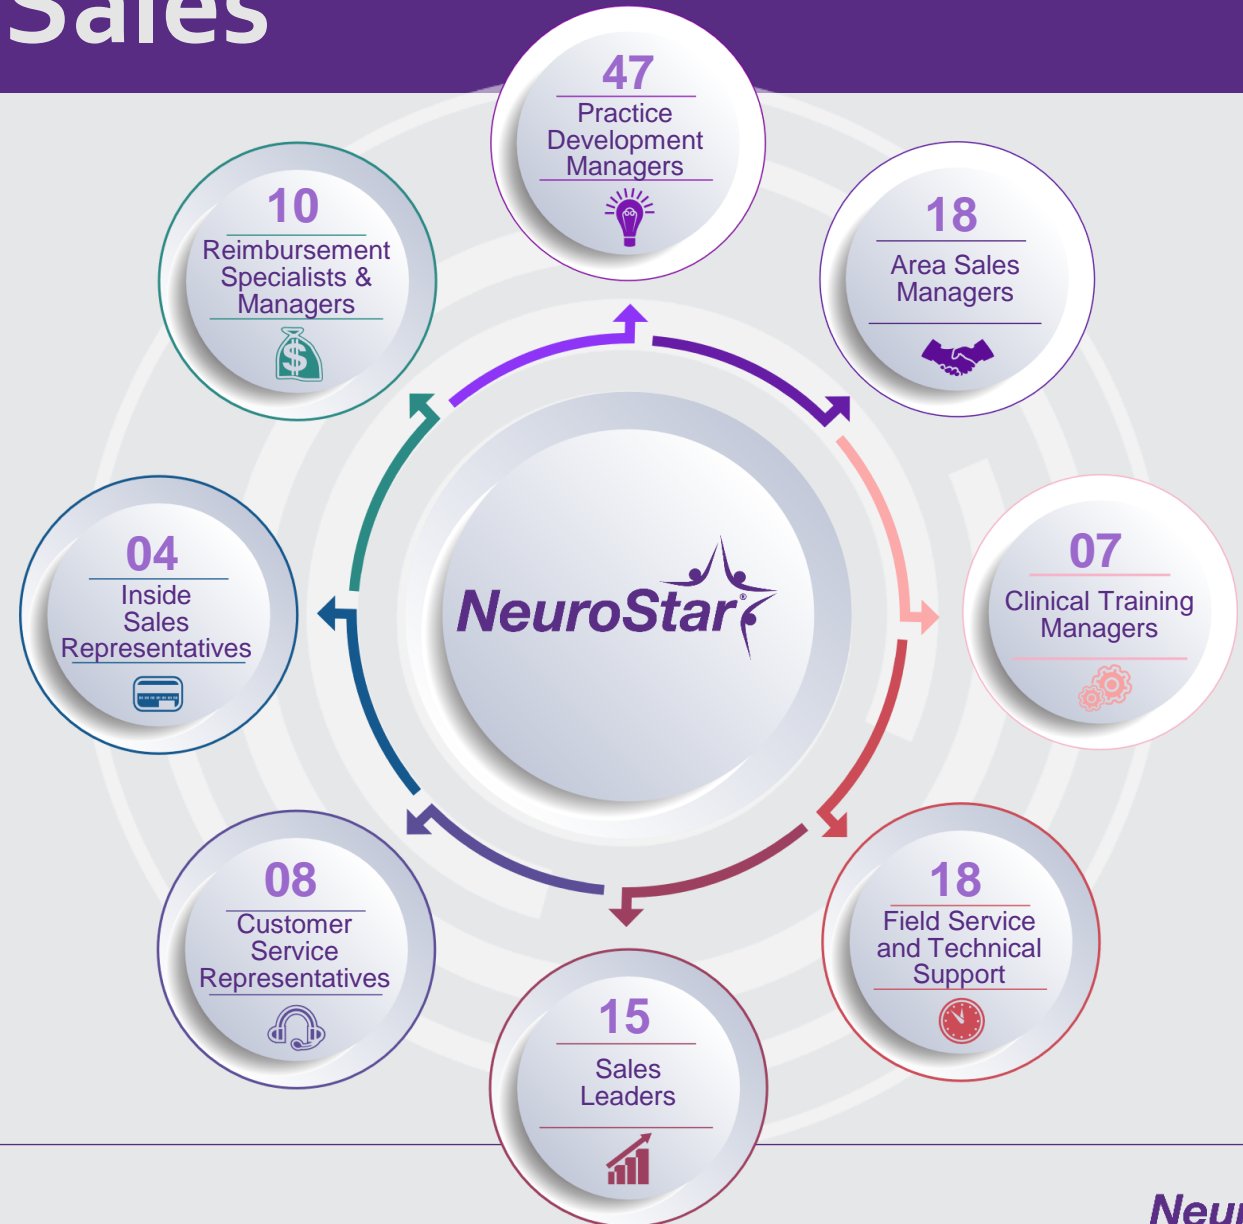 Sales
47
Practice
Development
Managers
18
Area Sales
Managers
07
Clinical Training
Managers
18
Field Service
and Technical
Support
15
Sales
Leaders
08
Customer
Service
Representatives
04
Inside
Sales
Representatives
10
Reimbursement
Specialists &
Managers
$
NeuroStar®
Neur